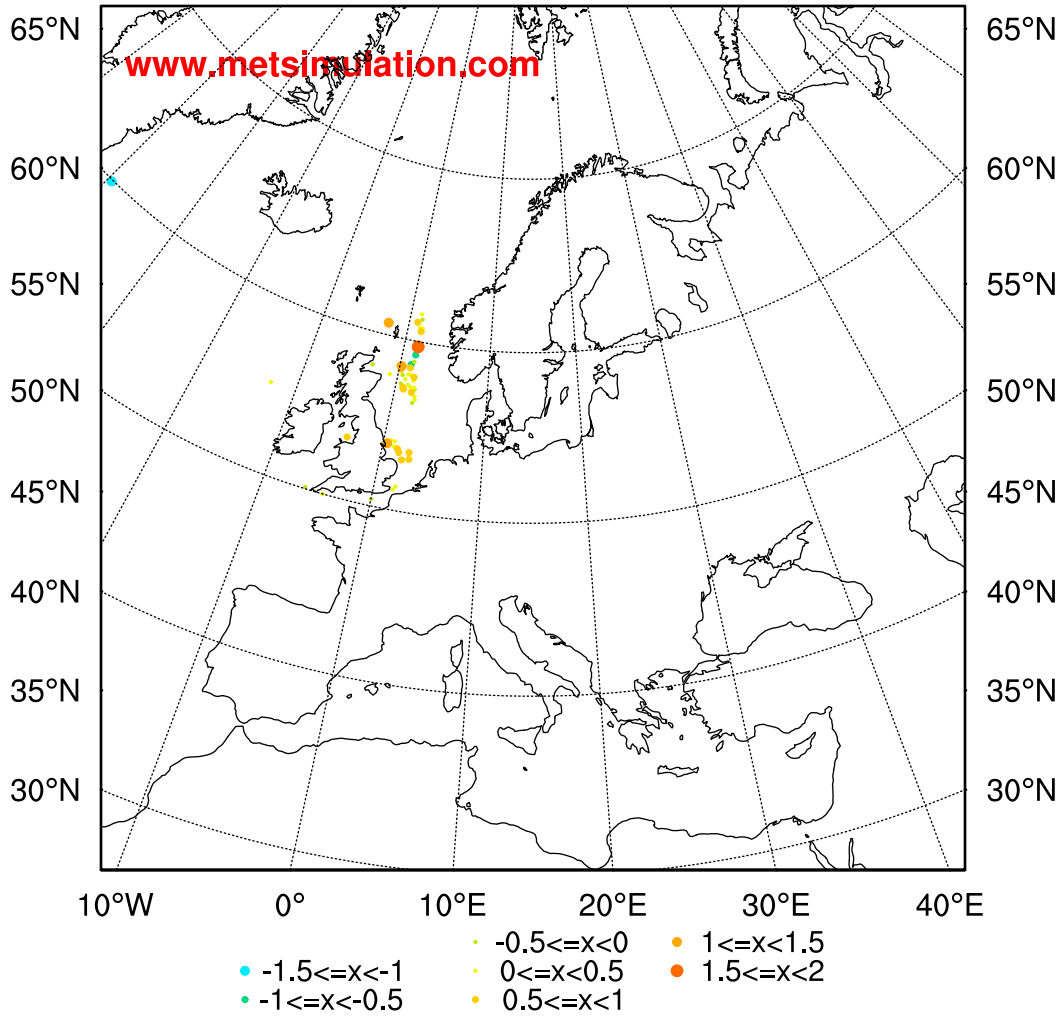 65°N 65°N
www.metsimulation.com
60°N 60°N
55°N 55°N
50°N 50°N
45°N 45°N
40°N 40°N
35°N 35°N
30°N 30°N
10°W 0° 10°E 20°E 30°E 40°E
-0.5<=x<0 1<=x<1.5
-1.5<=x<-1 0<=x<0.5 1.5<=x<2
-1<=x<-0.5 0.5<=x<1